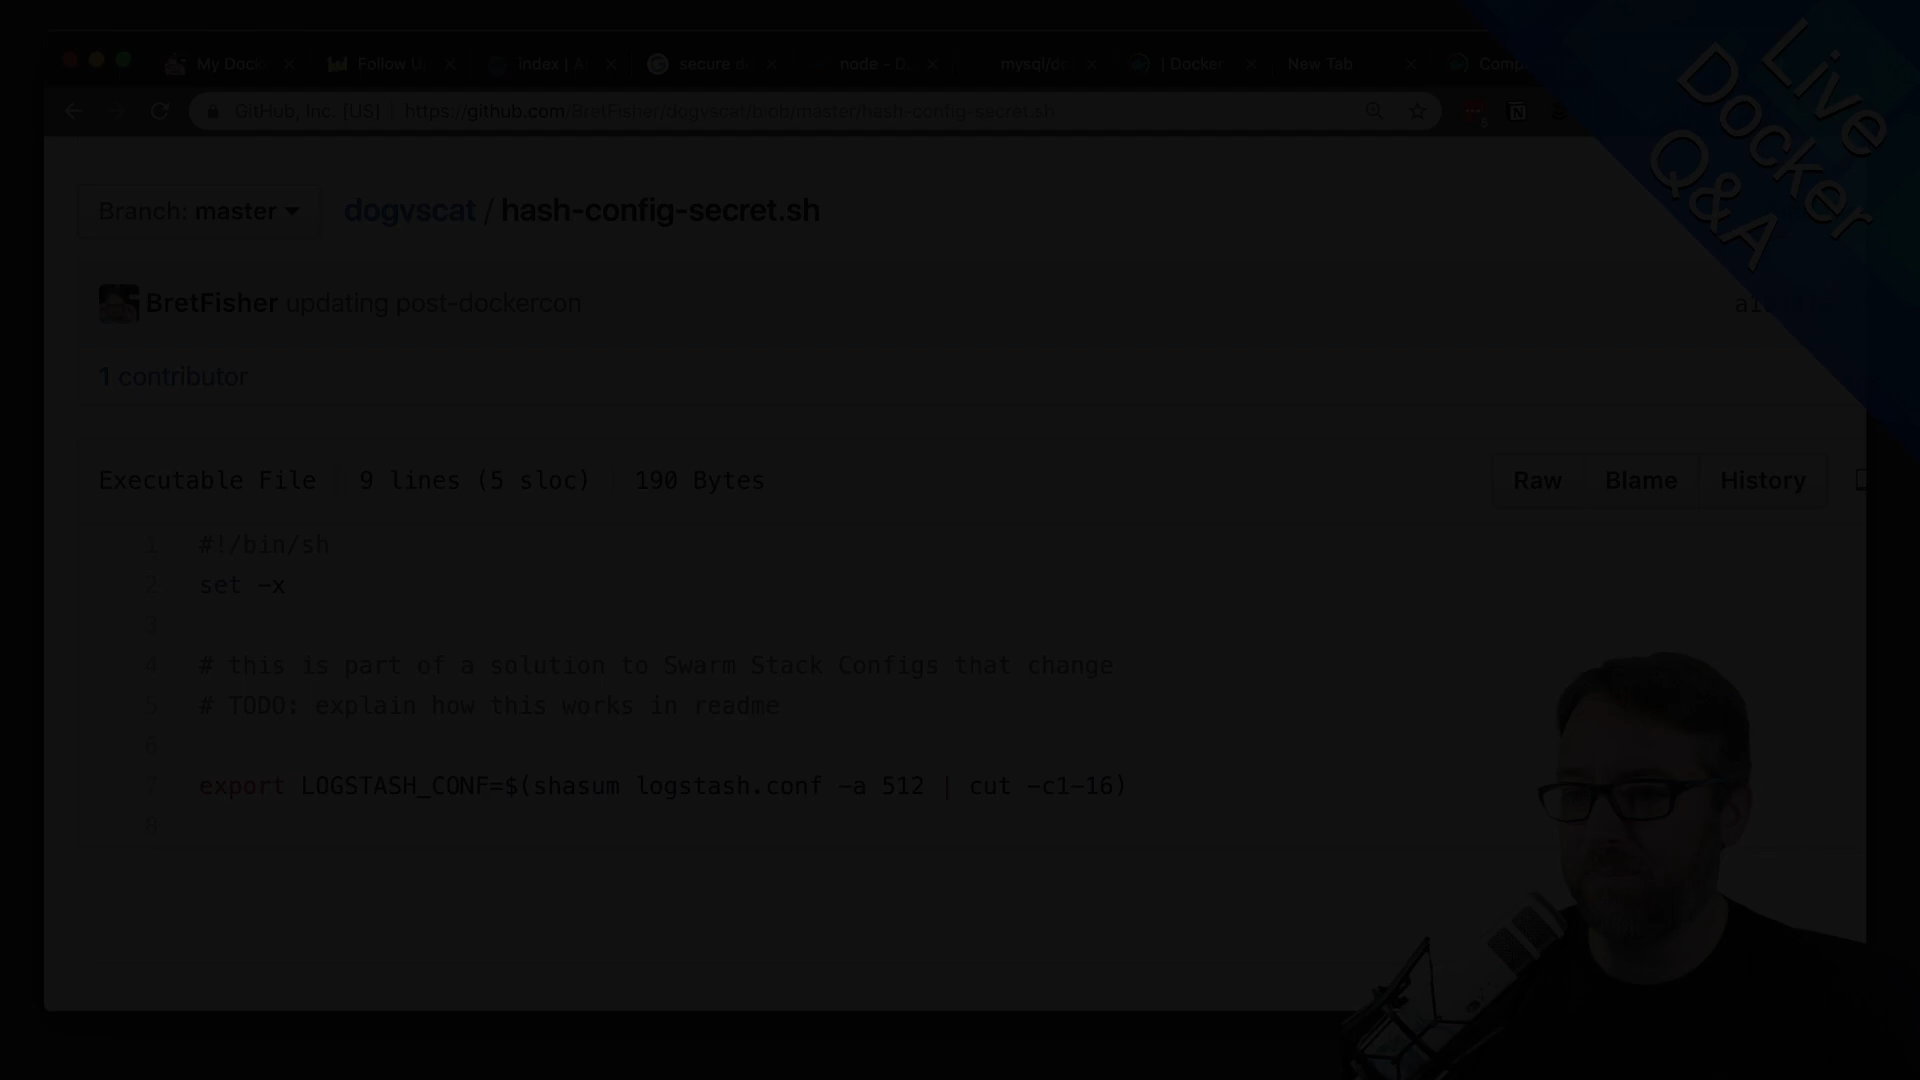 My Dock
Follow U
index | A
secure d
node - D
mysql/do
| Docker
New Tab
Comp
GitHub, Inc. [US] | https://github.com/BretFisher/dogvscat/blob/master/hash-config-secret.sh
Live
Docker
Q&A
Branch: master
dogvscat / hash-config-secret.sh
BretFisher updating post-dockercon
1 contributor
Executable File 9 lines (5 sloc) 190 Bytes
Raw Blame History
1 #!/bin/sh
2 set -x
3
4 # this is part of a solution to Swarm Stack Configs that change
5 # TODO: explain how this works in readme
6
7 export LOGSTASH_CONF=$(shasum logstash.conf -a 512 | cut -c1-16)
8